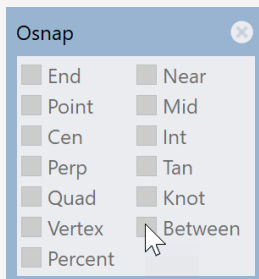 Osnap
End Near
Point Mid
Cen Int
Perp Tan
Quad Knot
Vertex Between
Percent